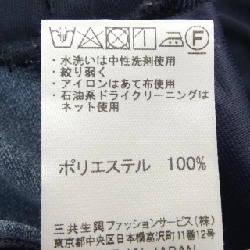 F
・水洗いは中性洗剤使用
・絞り弱く
・アイロンはあて布使用
・石油系ドライクリーニングは
ネット使用
ポリエステル 100%
三共生興ファッションサービス(株)
東京都中央区日本橋富沢町11番12号
JAPAN